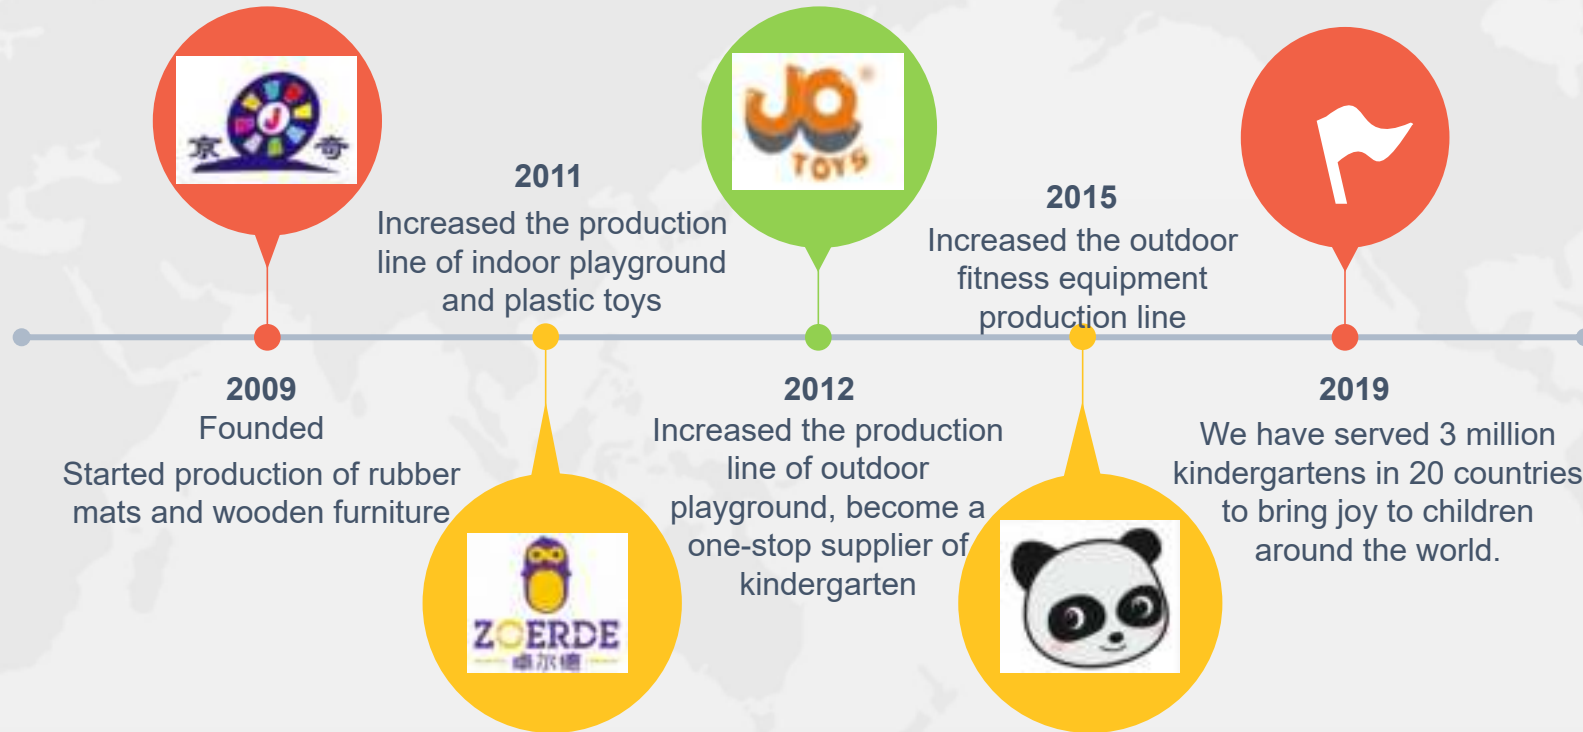 京 J 奇
2009
Founded
Started production of rubber
mats and wooden furniture
2011
Increased the production
line of indoor playground
and plastic toys
ZOERDE
卓尔德
JQ ®
TOYS
2012
Increased the production
line of outdoor
playground, become a
one-stop supplier of
kindergarten
2015
Increased the outdoor
fitness equipment
production line
2019
We have served 3 million
kindergartens in 20 countries
to bring joy to children
around the world.